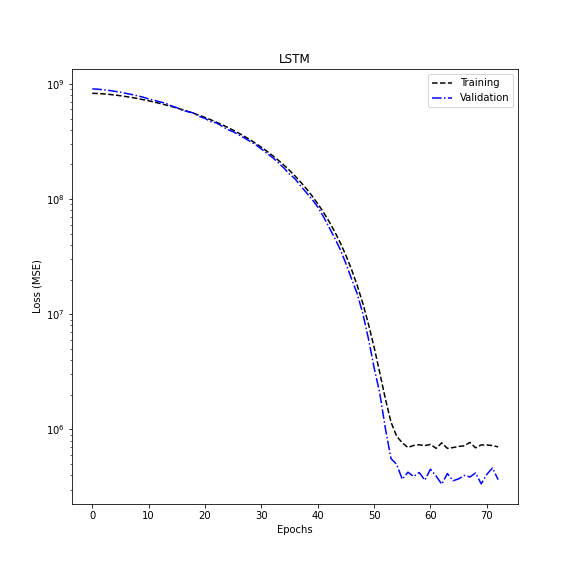 LSTM
Training
Validation
Loss (MSE)
10⁹
10⁸
10⁷
10⁶
0 10 20 30 40 50 60 70
Epochs